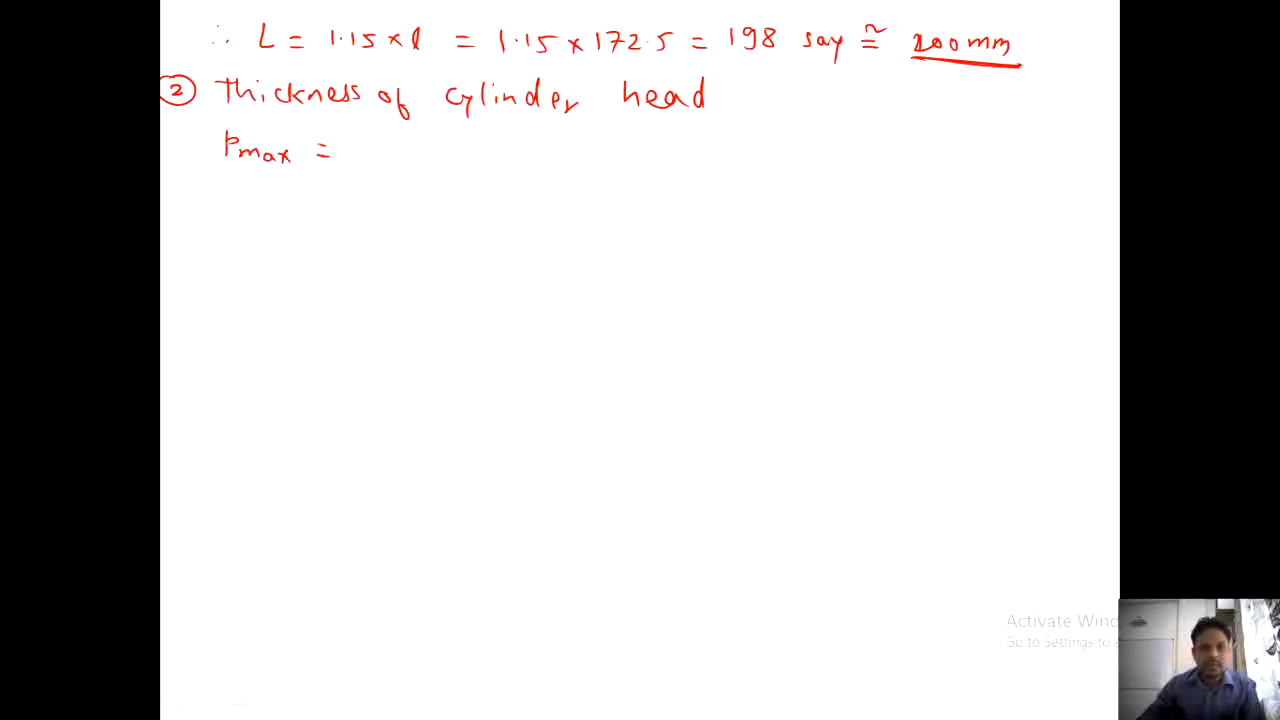 ∴ L = 1.15 × l = 1.15 × 172.5 = 198 say ≅ 200mm
② Thickness of cylinder head
Pmax =
Activate Wind
Go to Settings to a